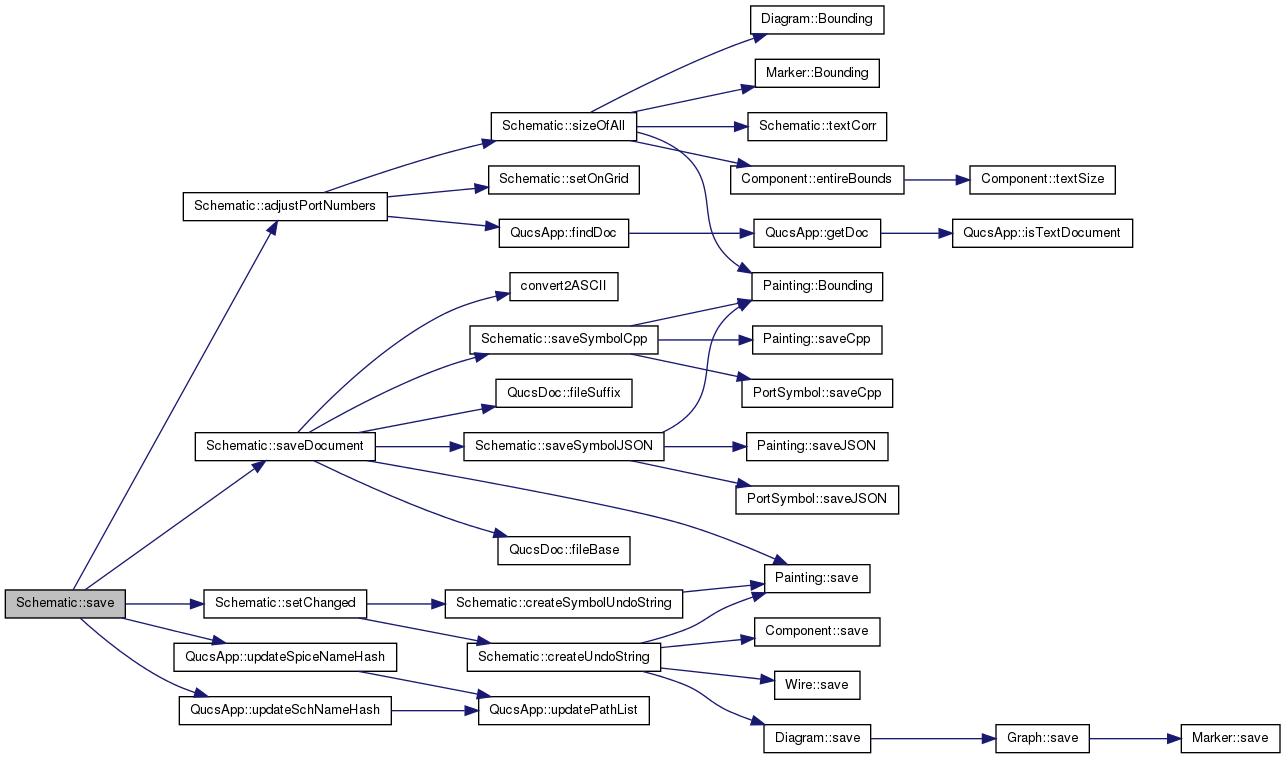 Diagram::Bounding
Marker::Bounding
Schematic::sizeOfAll
Schematic::textCorr
Component::entireBounds
Component::textSize
Schematic::setOnGrid
Schematic::adjustPortNumbers
QucsApp::findDoc
QucsApp::getDoc
QucsApp::isTextDocument
convert2ASCII
Painting::Bounding
Schematic::saveSymbolCpp
Painting::saveCpp
QucsDoc::fileSuffix
PortSymbol::saveCpp
Schematic::saveDocument
Schematic::saveSymbolJSON
Painting::saveJSON
PortSymbol::saveJSON
QucsDoc::fileBase
Painting::save
Schematic::save
Schematic::setChanged
Schematic::createSymbolUndoString
Component::save
QucsApp::updateSpiceNameHash
Schematic::createUndoString
Wire::save
QucsApp::updateSchNameHash
QucsApp::updatePathList
Diagram::save
Graph::save
Marker::save